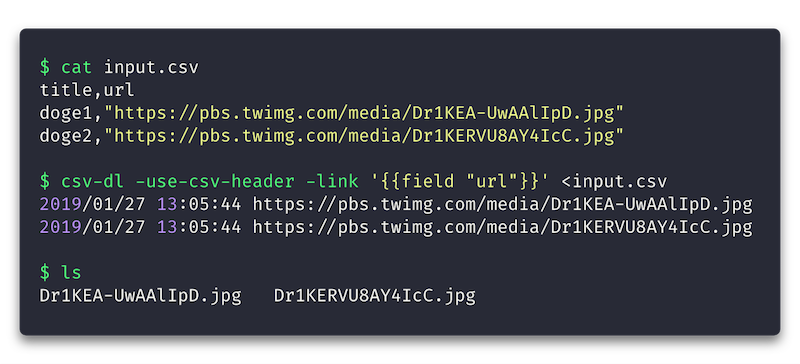 $ cat input.csv
title,url
doge1,"https://pbs.twimg.com/media/Dr1KEA-UwAAlIpD.jpg"
doge2,"https://pbs.twimg.com/media/Dr1KERVU8AY4IcC.jpg"
$ csv-dl -use-csv-header -link '{{field "url"}}' <input.csv
2019/01/27 13:05:44 https://pbs.twimg.com/media/Dr1KEA-UwAAlIpD.jpg
2019/01/27 13:05:44 https://pbs.twimg.com/media/Dr1KERVU8AY4IcC.jpg
$ ls
Dr1KEA-UwAAlIpD.jpg   Dr1KERVU8AY4IcC.jpg